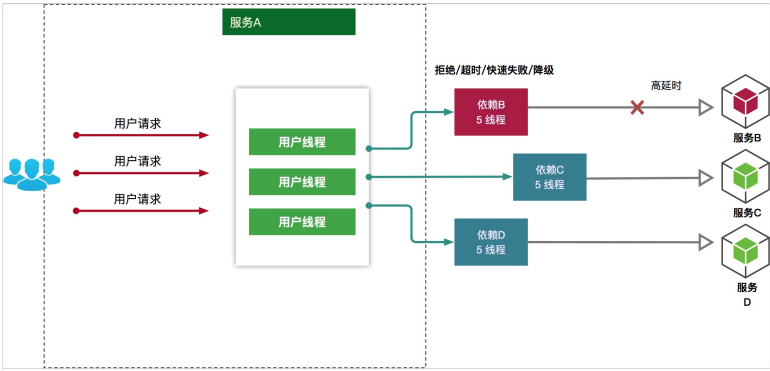 服务A
拒绝/超时/快速失败/降级
用户请求
用户请求
用户请求
用户线程
用户线程
用户线程
依赖B
5 线程
高延时
服务B
依赖C
5 线程
服务C
依赖D
5 线程
服务
D